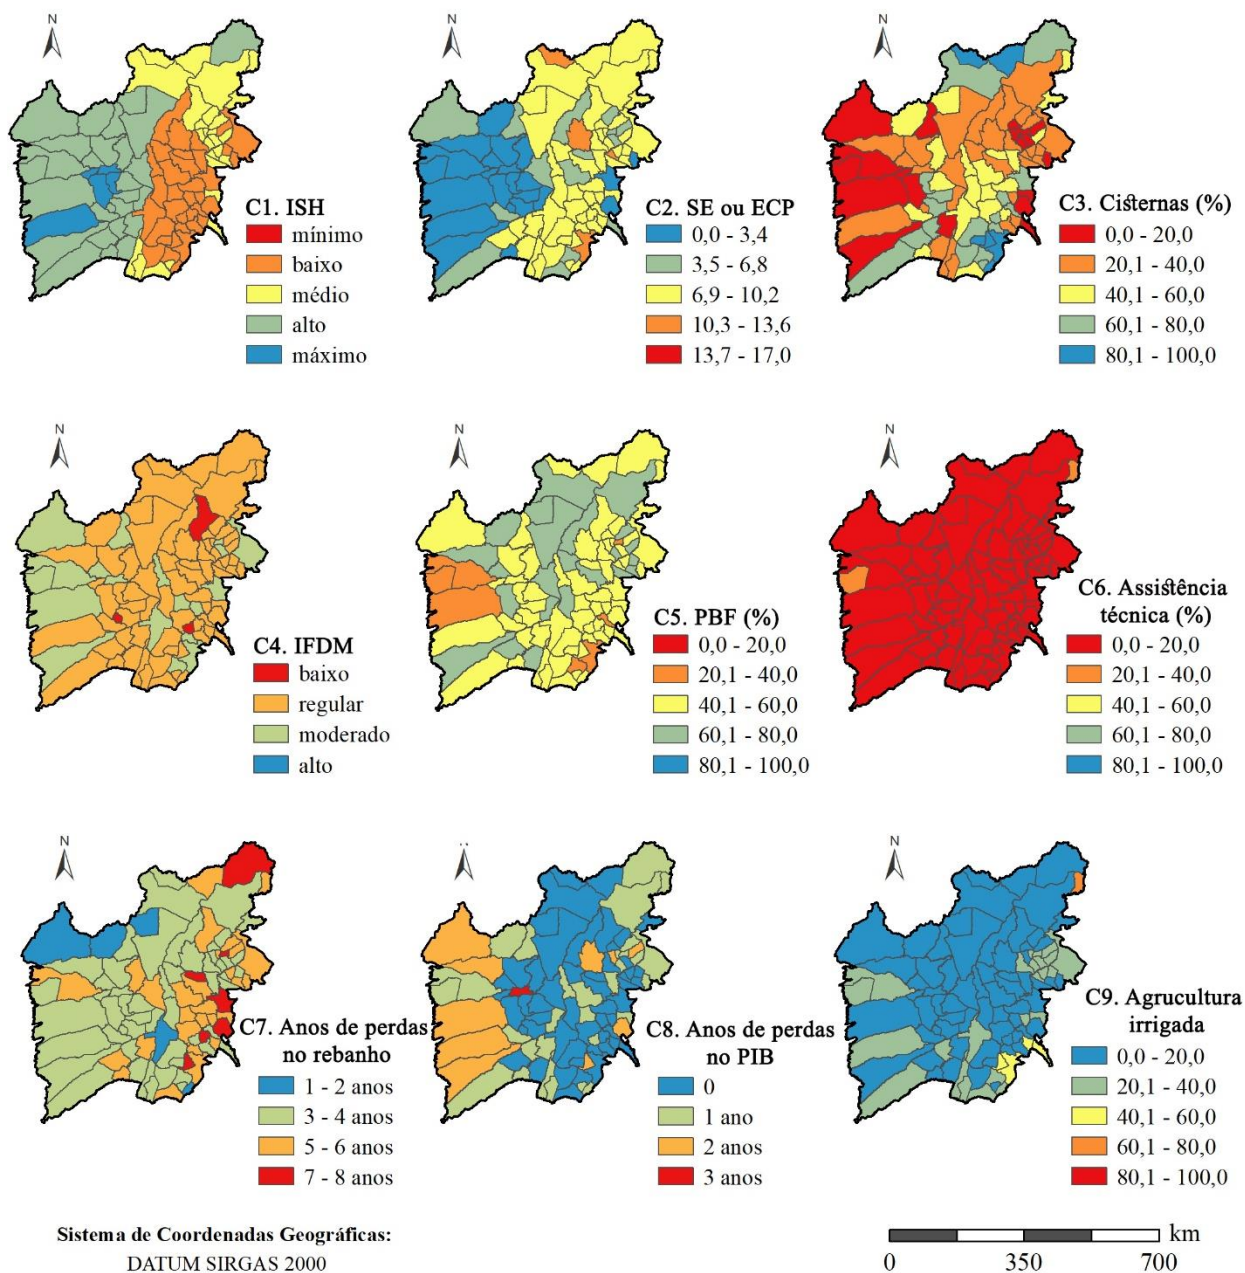 N
N
N
C1. ISH
mínimo
baixo
médio
alto
máximo
C2. SE ou ECP
0,0 - 3,4
3,5 - 6,8
6,9 - 10,2
10,3 - 13,6
13,7 - 17,0
C3. Cisternas (%)
0,0 - 20,0
20,1 - 40,0
40,1 - 60,0
60,1 - 80,0
80,1 - 100,0
N
N
N
C4. IFDM
baixo
regular
moderado
alto
C5. PBF (%)
0,0 - 20,0
20,1 - 40,0
40,1 - 60,0
60,1 - 80,0
80,1 - 100,0
C6. Assistência
técnica (%)
0,0 - 20,0
20,1 - 40,0
40,1 - 60,0
60,1 - 80,0
80,1 - 100,0
N
N
C7. Anos de perdas
no rebanho
1 - 2 anos
3 - 4 anos
5 - 6 anos
7 - 8 anos
C8. Anos de perdas
no PIB
0
1 ano
2 anos
3 anos
C9. Agrucultura
irrigada
0,0 - 20,0
20,1 - 40,0
40,1 - 60,0
60,1 - 80,0
80,1 - 100,0
Sistema de Coordenadas Geográficas:
DATUM SIRGAS 2000
km
0 350 700